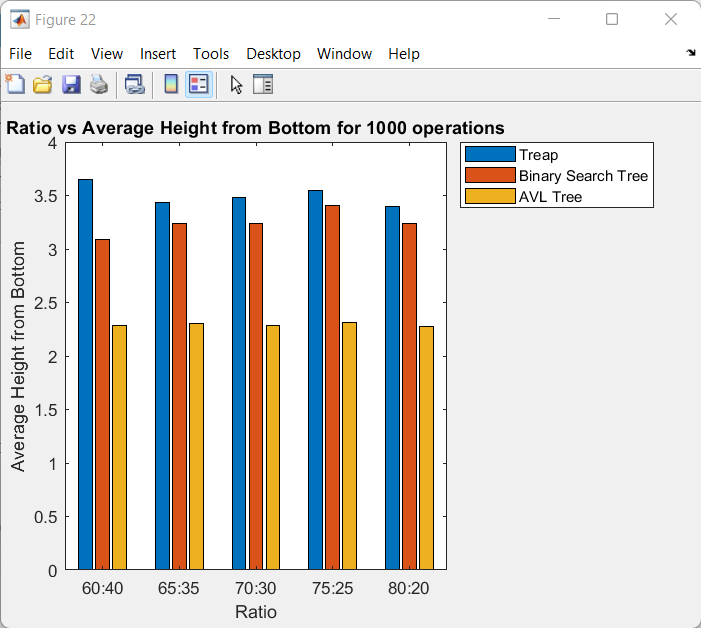 Figure 22
File Edit View Insert Tools Desktop Window Help
Ratio vs Average Height from Bottom for 1000 operations
Treap
Binary Search Tree
AVL Tree
Average Height from Bottom
4
3.5
3
2.5
2
1.5
1
0.5
0
60:40 65:35 70:30 75:25 80:20
Ratio